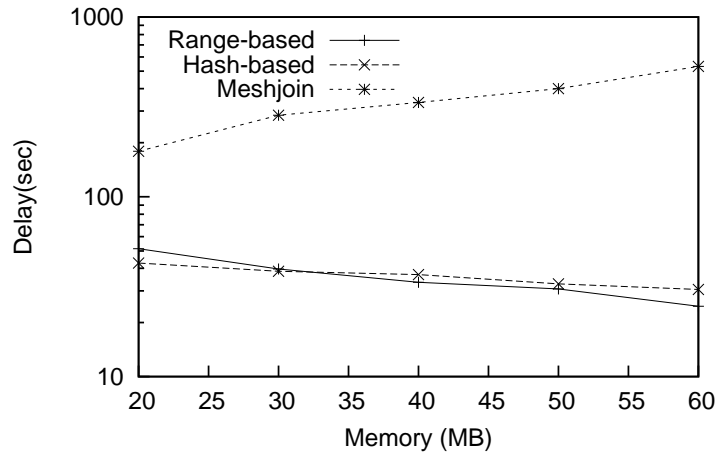 1000
Range-based
Hash-based
Meshjoin
Delay(sec)
100
10
20 25 30 35 40 45 50 55 60
Memory (MB)